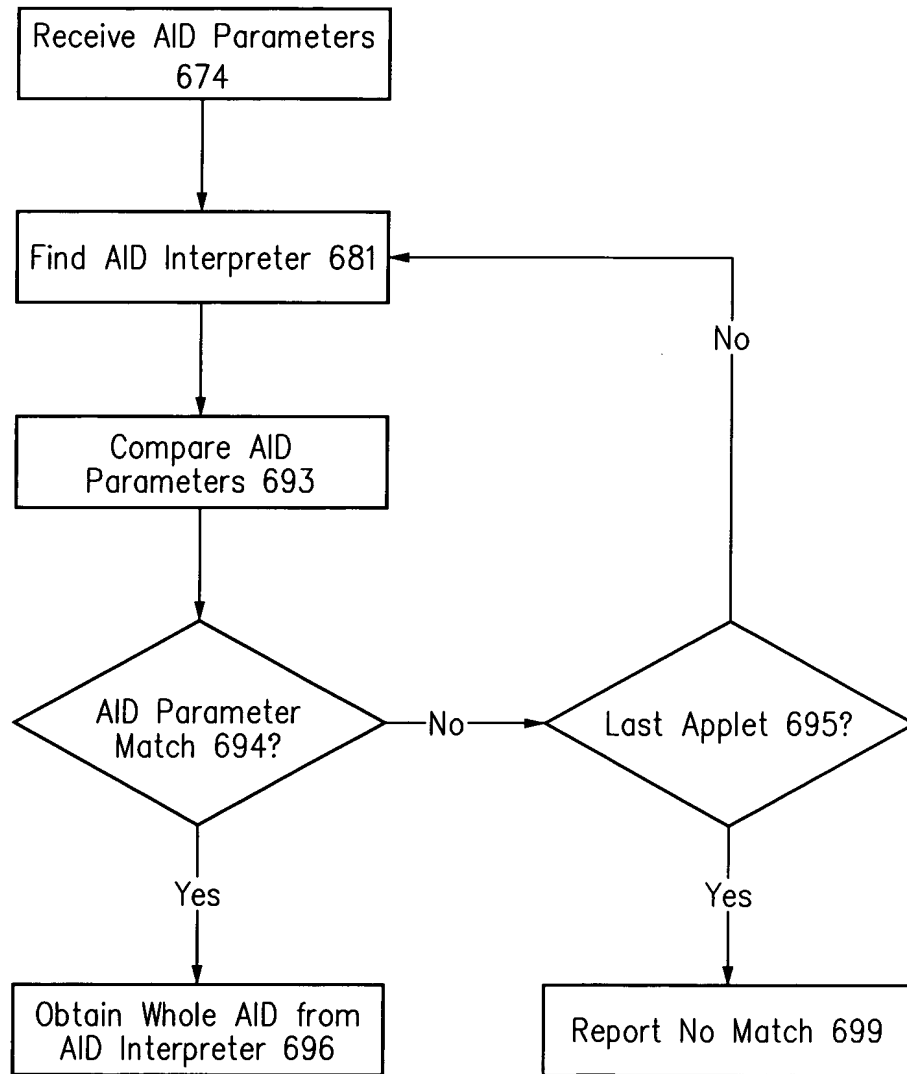 Receive AID Parameters
674
Find AID Interpreter 681
No
Compare AID
Parameters 693
AID Parameter
Match 694?
No
Last Applet 695?
Yes
Yes
Obtain Whole AID from
AID Interpreter 696
Report No Match 699